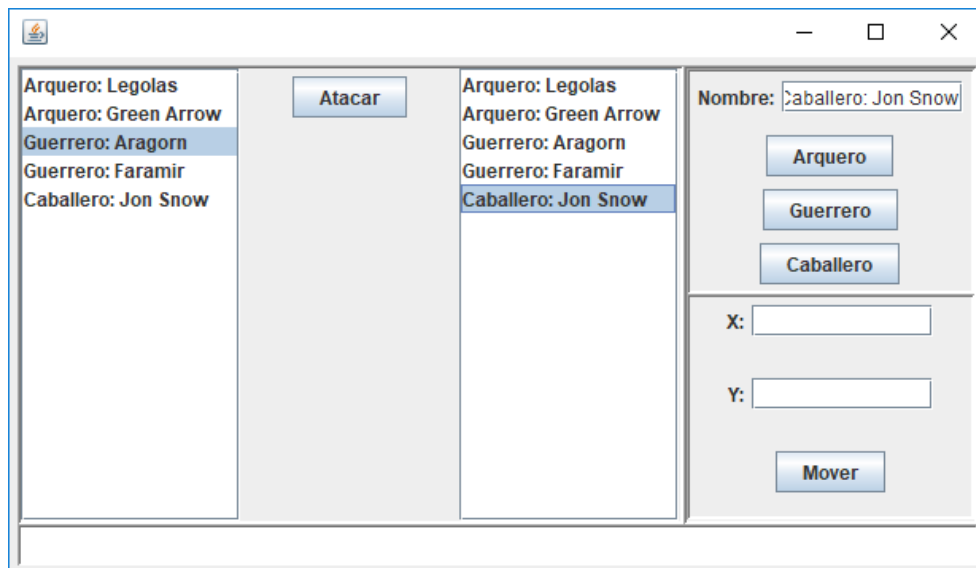 Arquero: Legolas
Arquero: Green Arrow
Guerrero: Aragorn
Guerrero: Faramir
Caballero: Jon Snow
Atacar
Arquero: Legolas
Arquero: Green Arrow
Guerrero: Aragorn
Guerrero: Faramir
Caballero: Jon Snow
Nombre: Caballero: Jon Snow
Arquero
Guerrero
Caballero
X:
Y:
Mover